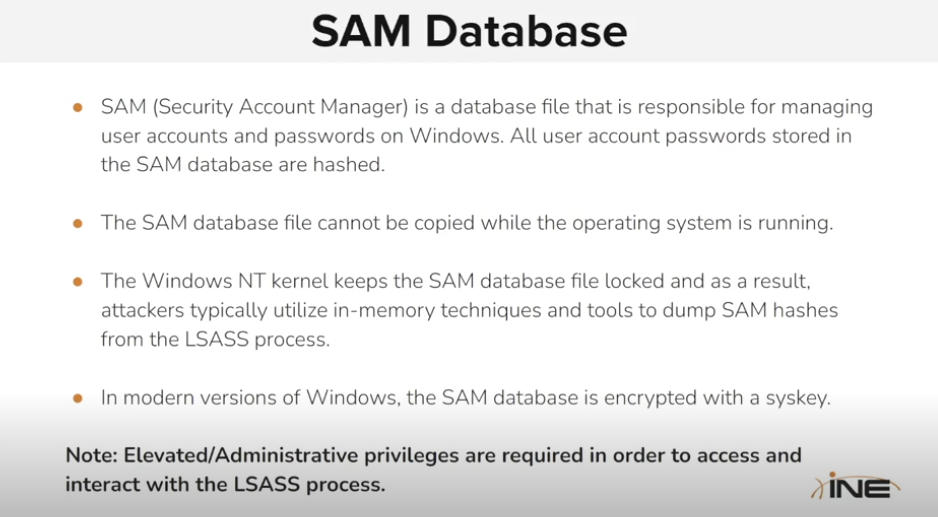 SAM Database
• SAM (Security Account Manager) is a database file that is responsible for managing
user accounts and passwords on Windows. All user account passwords stored in
the SAM database are hashed.
• The SAM database file cannot be copied while the operating system is running.
• The Windows NT kernel keeps the SAM database file locked and as a result,
attackers typically utilize in-memory techniques and tools to dump SAM hashes
from the LSASS process.
• In modern versions of Windows, the SAM database is encrypted with a syskey.
Note: Elevated/Administrative privileges are required in order to access and
interact with the LSASS process.
iNE